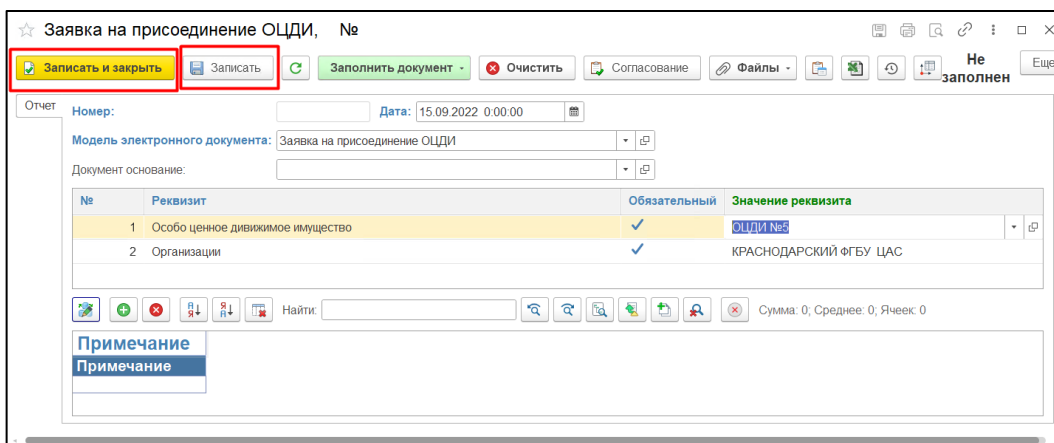 Заявка на присоединение ОЦДИ, №
Записать и закрыть Записать Заполнить документ Очистить Согласование Файлы Не заполнен Еще
Отчет Номер: Дата: 15.09.2022 0:00:00
Модель электронного документа: Заявка на присоединение ОЦДИ
Документ основание:
№ Реквизит Обязательный Значение реквизита
1 Особо ценное дивижимое имущество ОЦДИ №5
2 Организации КРАСНОДАРСКИЙ ФГБУ ЦАС
Найти: Сумма: 0; Среднее: 0; Ячеек: 0
Примечание
Примечание